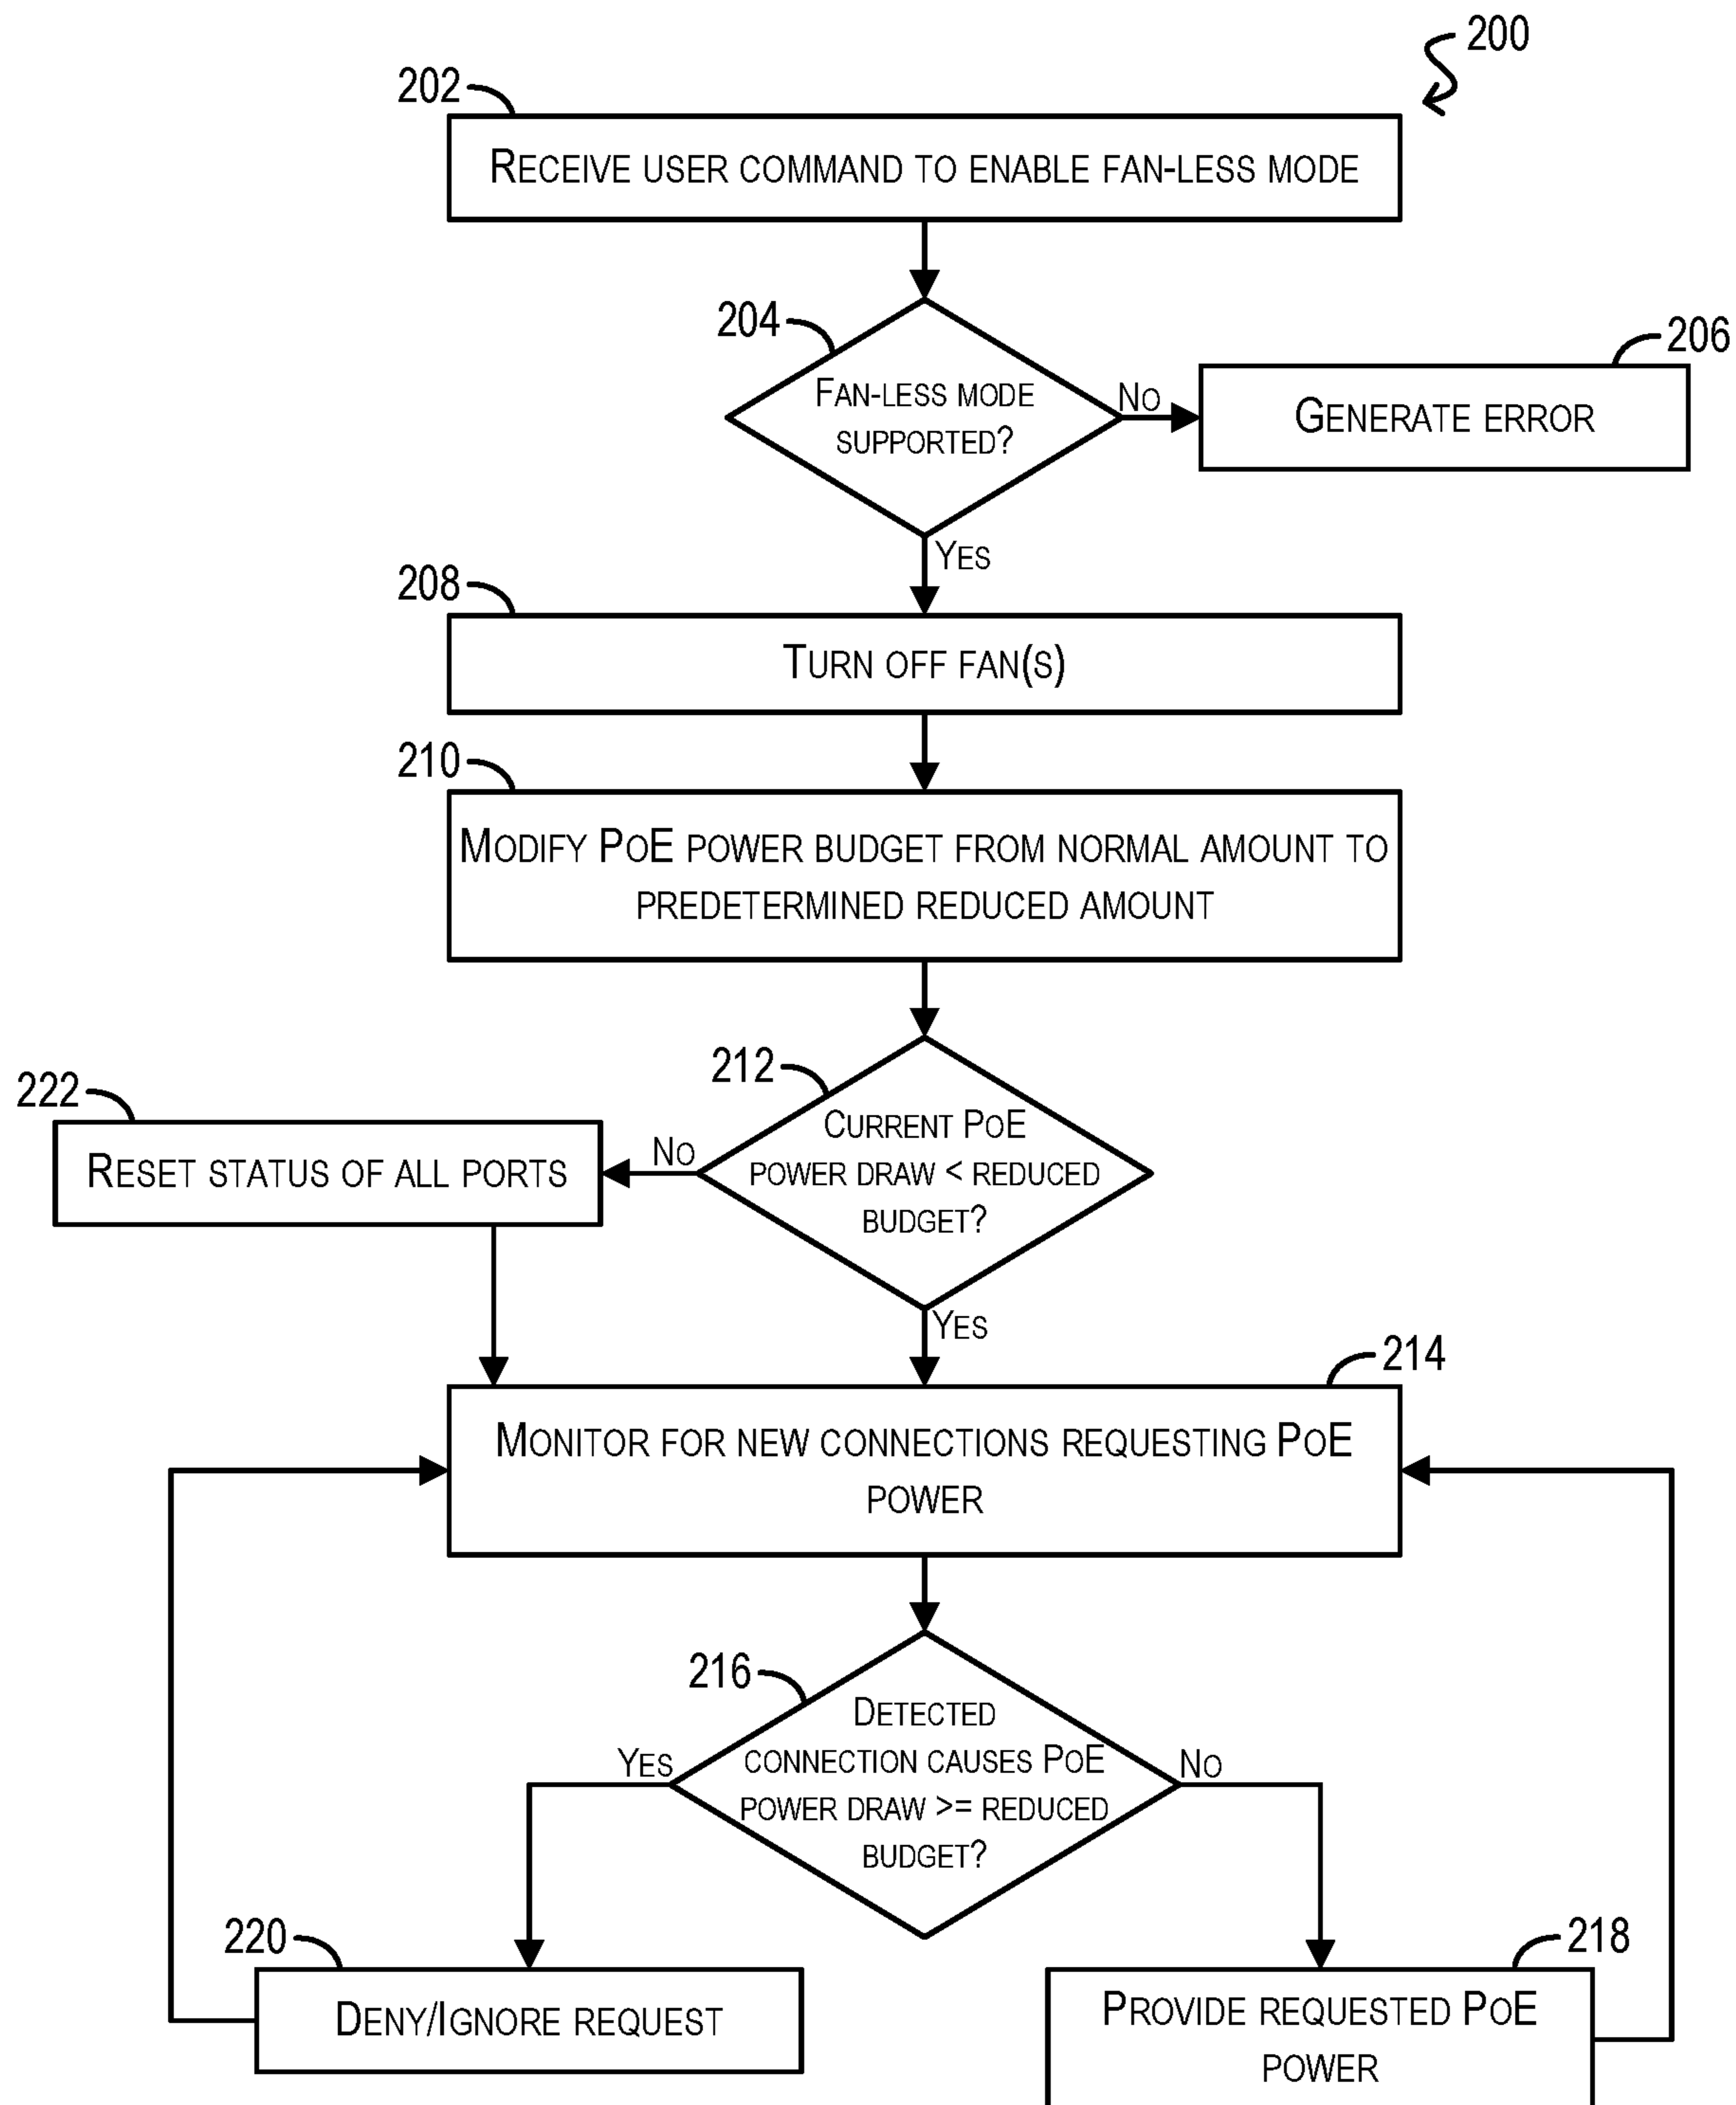 200
202
RECEIVE USER COMMAND TO ENABLE FAN-LESS MODE
204
FAN-LESS MODE
SUPPORTED?
NO
206
GENERATE ERROR
YES
208
TURN OFF FAN(S)
210
MODIFY POE POWER BUDGET FROM NORMAL AMOUNT TO
PREDETERMINED REDUCED AMOUNT
212
CURRENT POE
POWER DRAW < REDUCED
BUDGET?
NO
222
RESET STATUS OF ALL PORTS
YES
214
MONITOR FOR NEW CONNECTIONS REQUESTING POE
POWER
216
DETECTED
CONNECTION CAUSES POE
POWER DRAW >= REDUCED
BUDGET?
YES
NO
220
DENY/IGNORE REQUEST
218
PROVIDE REQUESTED POE
POWER